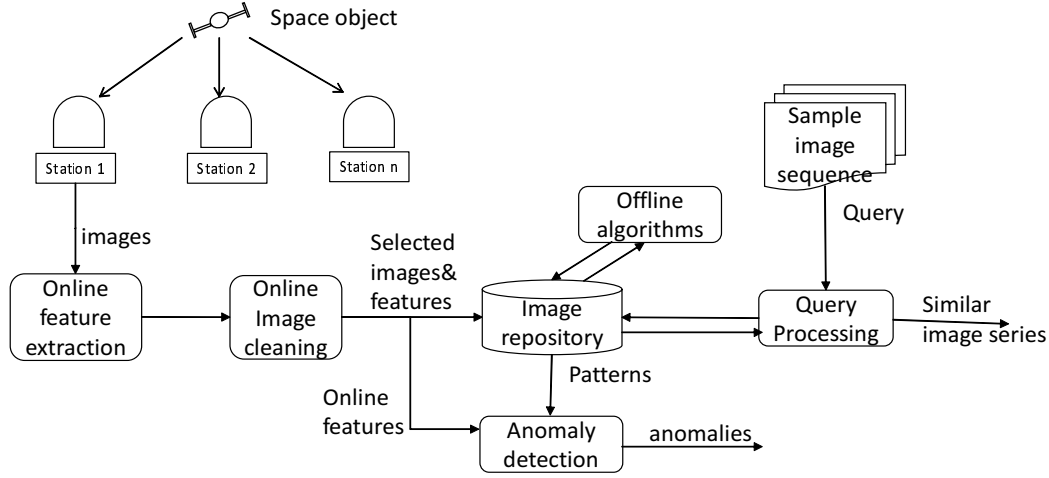 Space object
Station 1
Station 2
Station n
Sample
image
sequence
Query
images
Offline
algorithms
Selected
images&
features
Online
feature
extraction
Online
Image
cleaning
Image
repository
Query
Processing
Similar
image series
Patterns
Online
features
Anomaly
detection
anomalies